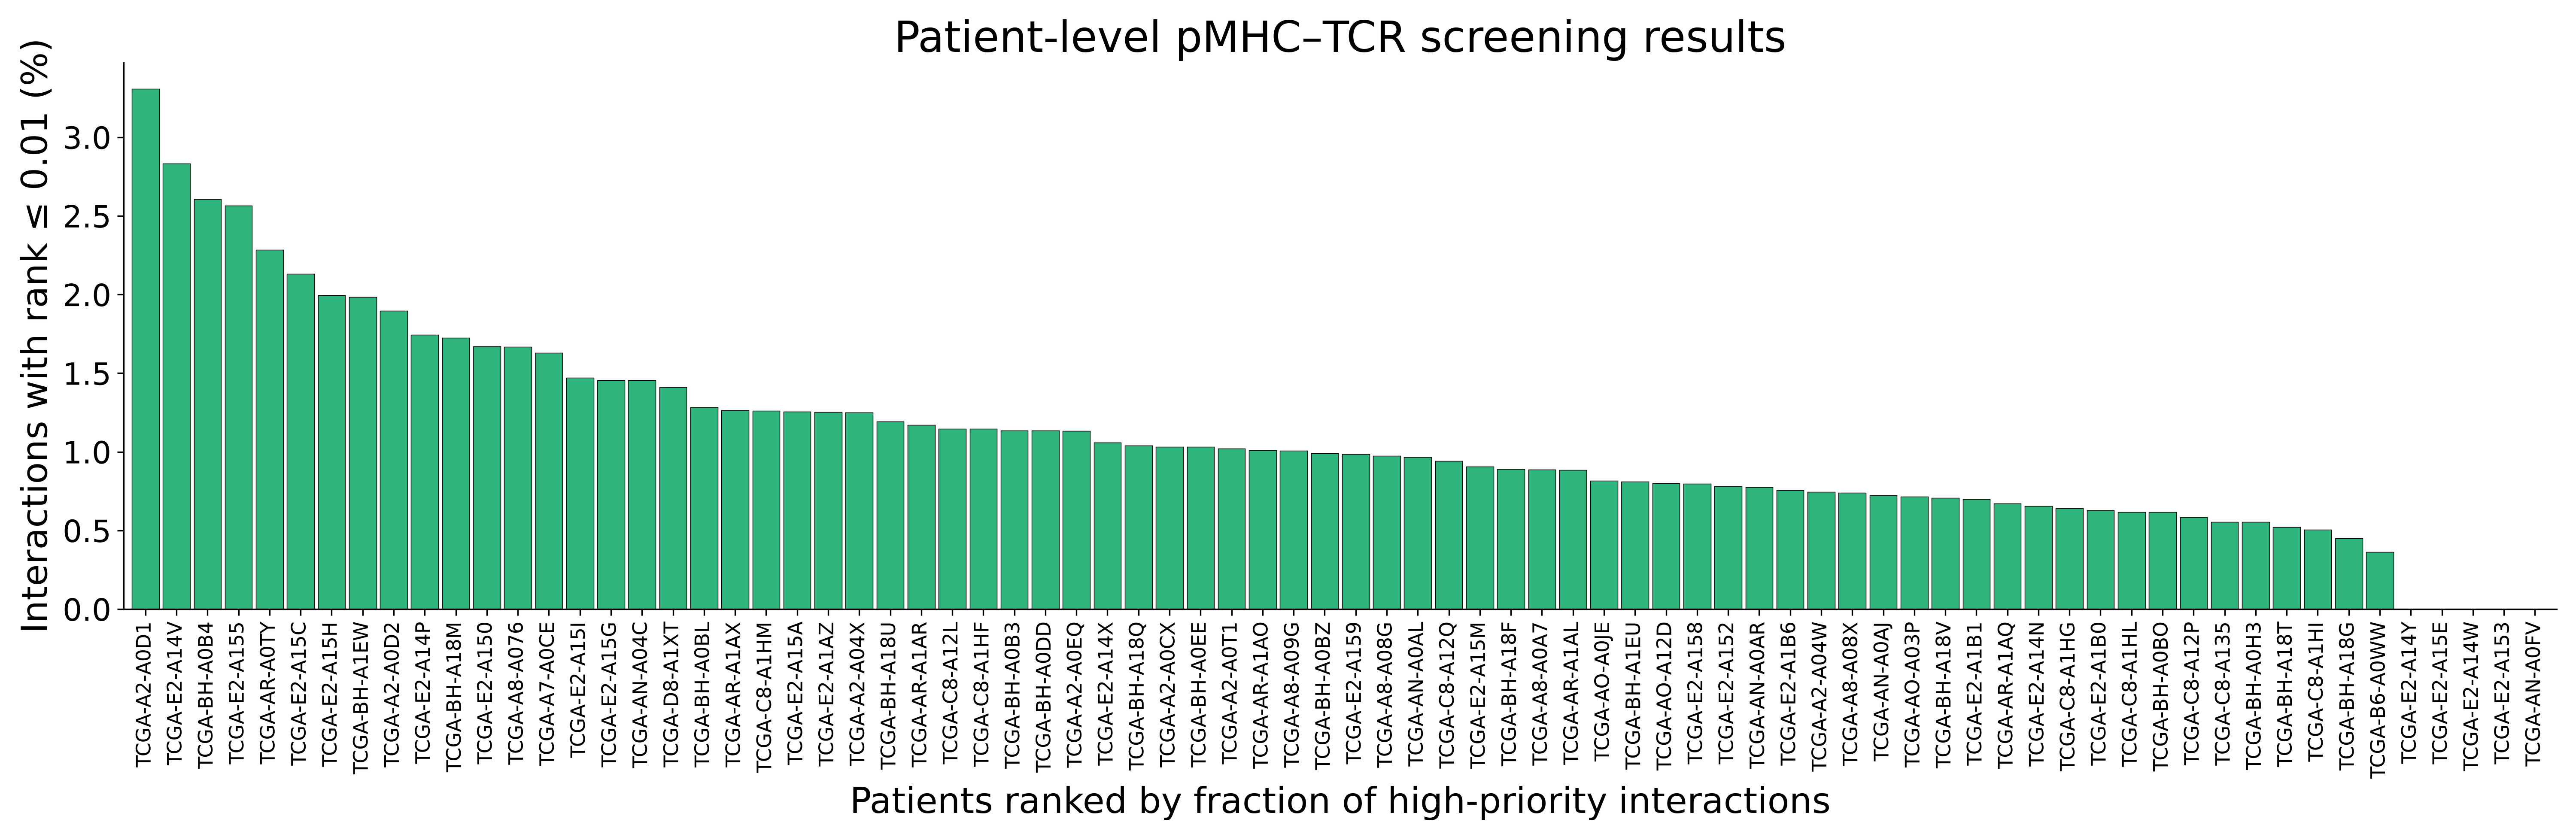 Patient-level pMHC–TCR screening results
Interactions with rank ≤ 0.01 (%)
3.0
2.5
2.0
1.5
1.0
0.5
0.0
TCGA-A2-A0D1
TCGA-E2-A14V
TCGA-BH-A0B4
TCGA-E2-A155
TCGA-AR-A0TY
TCGA-E2-A15C
TCGA-E2-A15H
TCGA-BH-A1EW
TCGA-A2-A0D2
TCGA-E2-A14P
TCGA-BH-A18M
TCGA-E2-A150
TCGA-A8-A076
TCGA-A7-A0CE
TCGA-E2-A15I
TCGA-E2-A15G
TCGA-AN-A04C
TCGA-D8-A1XT
TCGA-BH-A0BL
TCGA-AR-A1AX
TCGA-C8-A1HM
TCGA-E2-A15A
TCGA-E2-A1AZ
TCGA-A2-A04X
TCGA-BH-A18U
TCGA-AR-A1AR
TCGA-C8-A12L
TCGA-C8-A1HF
TCGA-BH-A0B3
TCGA-BH-A0DD
TCGA-A2-A0EQ
TCGA-E2-A14X
TCGA-BH-A18Q
TCGA-A2-A0CX
TCGA-BH-A0EE
TCGA-A2-A0T1
TCGA-AR-A1AO
TCGA-A8-A09G
TCGA-BH-A0BZ
TCGA-E2-A159
TCGA-A8-A08G
TCGA-AN-A0AL
TCGA-C8-A12Q
TCGA-E2-A15M
TCGA-BH-A18F
TCGA-A8-A0A7
TCGA-AR-A1AL
TCGA-AO-A0JE
TCGA-BH-A1EU
TCGA-AO-A12D
TCGA-E2-A158
TCGA-E2-A152
TCGA-AN-A0AR
TCGA-E2-A1B6
TCGA-A2-A04W
TCGA-A8-A08X
TCGA-AN-A0AJ
TCGA-AO-A03P
TCGA-BH-A18V
TCGA-E2-A1B1
TCGA-AR-A1AQ
TCGA-E2-A14N
TCGA-C8-A1HG
TCGA-E2-A1B0
TCGA-C8-A1HL
TCGA-BH-A0BO
TCGA-C8-A12P
TCGA-C8-A135
TCGA-BH-A0H3
TCGA-BH-A18T
TCGA-C8-A1HI
TCGA-BH-A18G
TCGA-B6-A0WW
TCGA-E2-A14Y
TCGA-E2-A15E
TCGA-E2-A14W
TCGA-E2-A153
TCGA-AN-A0FV
Patients ranked by fraction of high-priority interactions